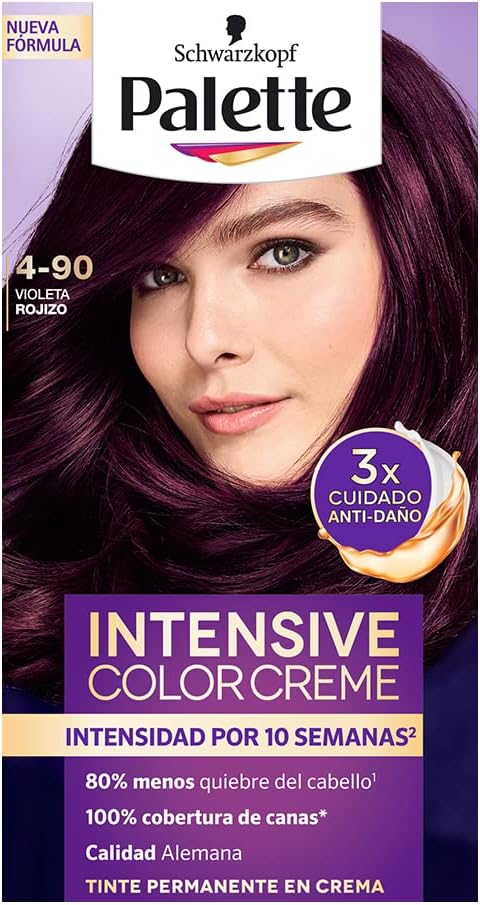 NUEVA
FÓRMULA
Schwarzkopf
Palette
4-90
VIOLETA
ROJIZO
3x
CUIDADO
ANTI-DAÑO
INTENSIVE
COLOR CREME
INTENSIDAD POR 10 SEMANAS²
80% menos quiebre del cabello¹
100% cobertura de canas*
Calidad Alemana
TINTE PERMANENTE EN CREMA